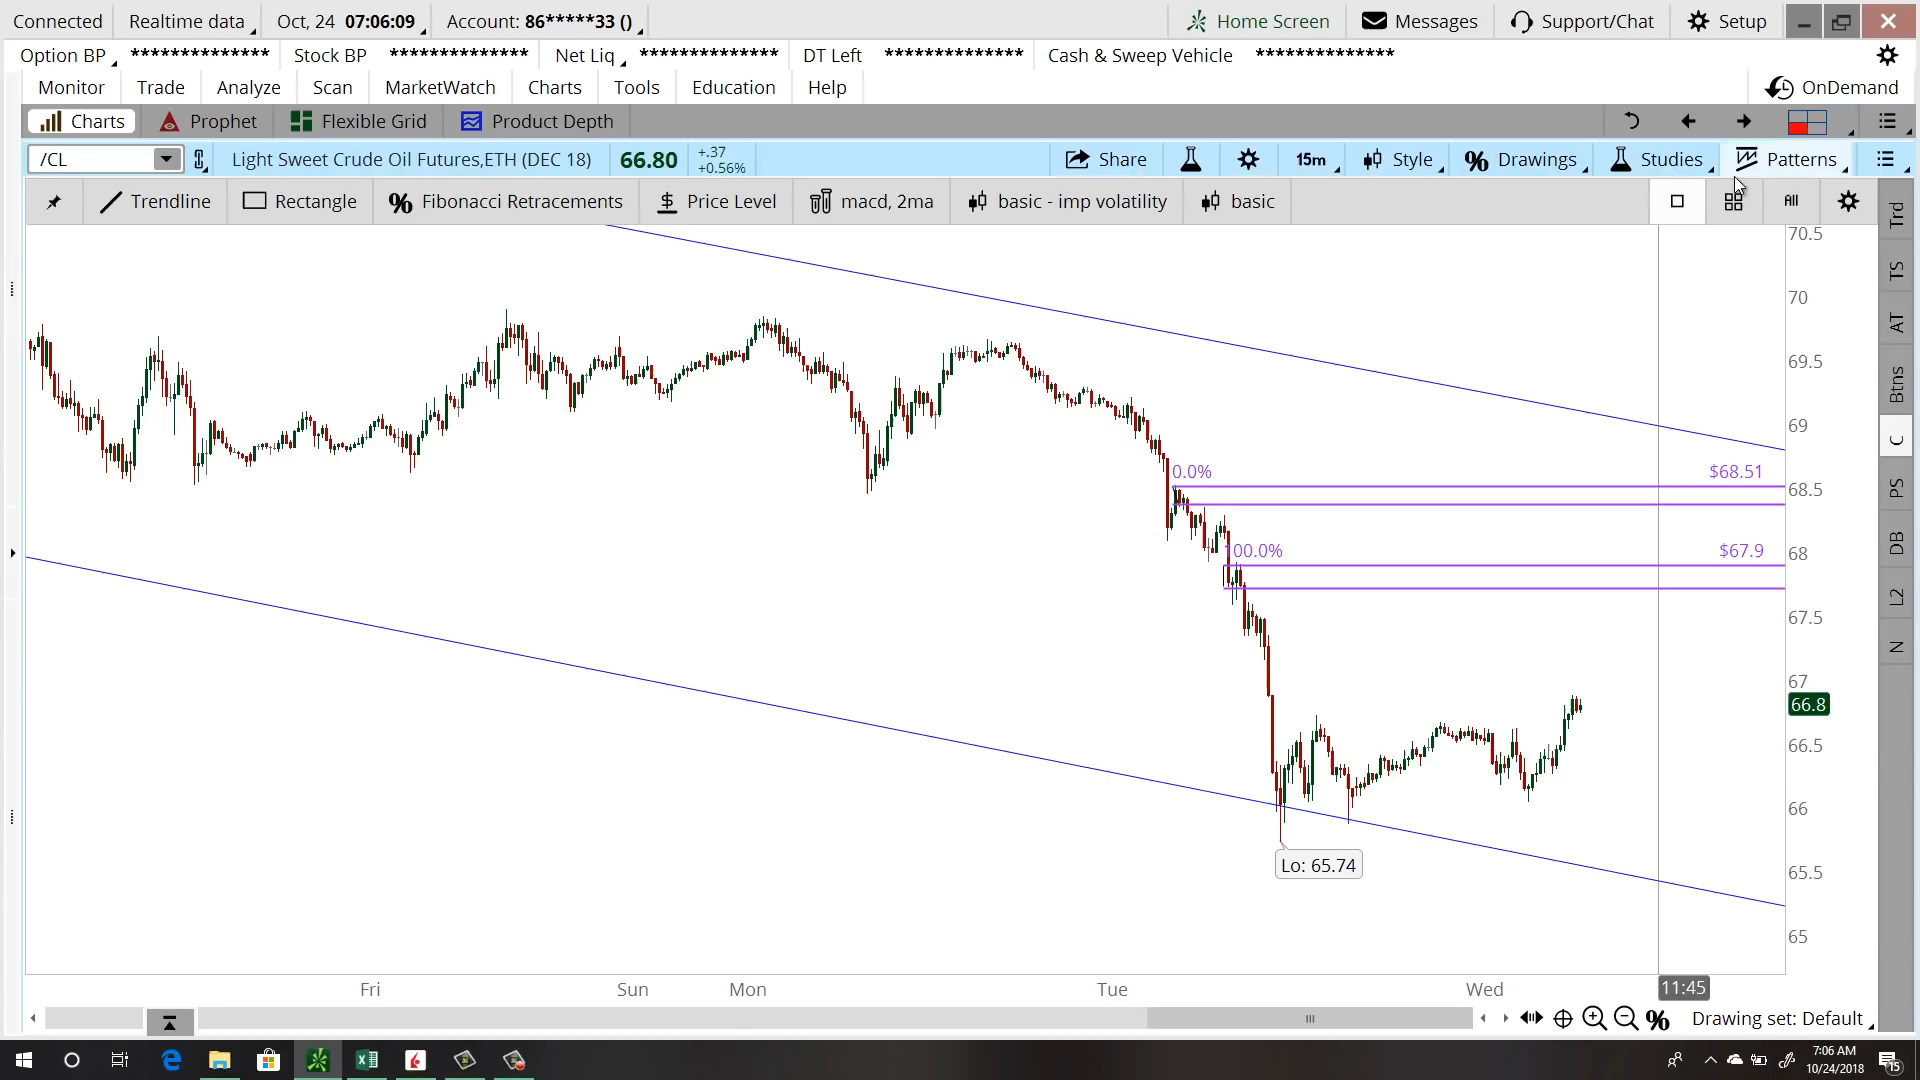 Connected Realtime data Oct, 24 07:06:09 Account: 86*****33 () Home Screen Messages Support/Chat Setup
Option BP ************** Stock BP ************** Net Liq ************** DT Left ************** Cash & Sweep Vehicle **************
Monitor Trade Analyze Scan MarketWatch Charts Tools Education Help OnDemand
Charts Prophet Flexible Grid Product Depth
/CL Light Sweet Crude Oil Futures,ETH (DEC 18) 66.80 +.37 Share 15m Style Drawings Studies Patterns
+0.56%
Trendline Rectangle Fibonacci Retracements Price Level macd, 2ma basic - imp volatility basic All
Trd
TS
AT
Btns
C
PS
DB
L2
N
70.5
70
69.5
69
0.0% $68.51
68.5
100.0% $67.9
68
67.5
67
66.8
66.5
66
Lo: 65.74
65.5
65
Fri Sun Mon Tue Wed 11:45
Drawing set: Default
7:06 AM
10/24/2018
15